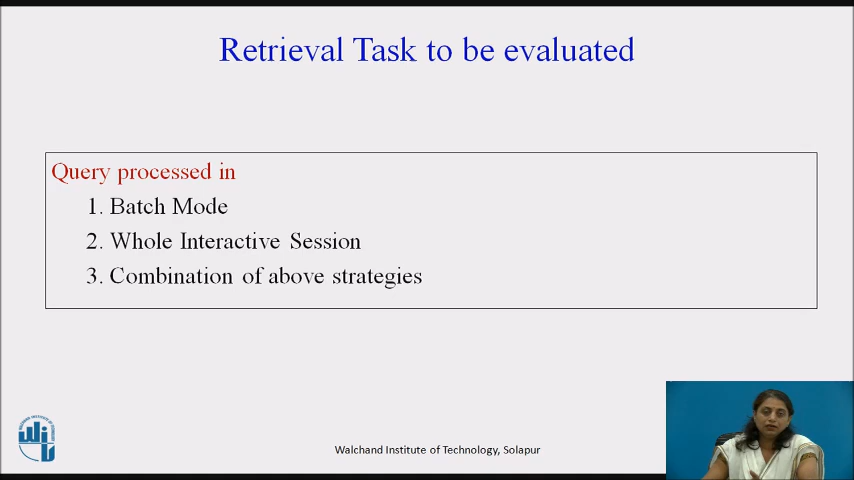 Retrieval Task to be evaluated
Query processed in
1. Batch Mode
2. Whole Interactive Session
3. Combination of above strategies
Walchand Institute of Technology, Solapur